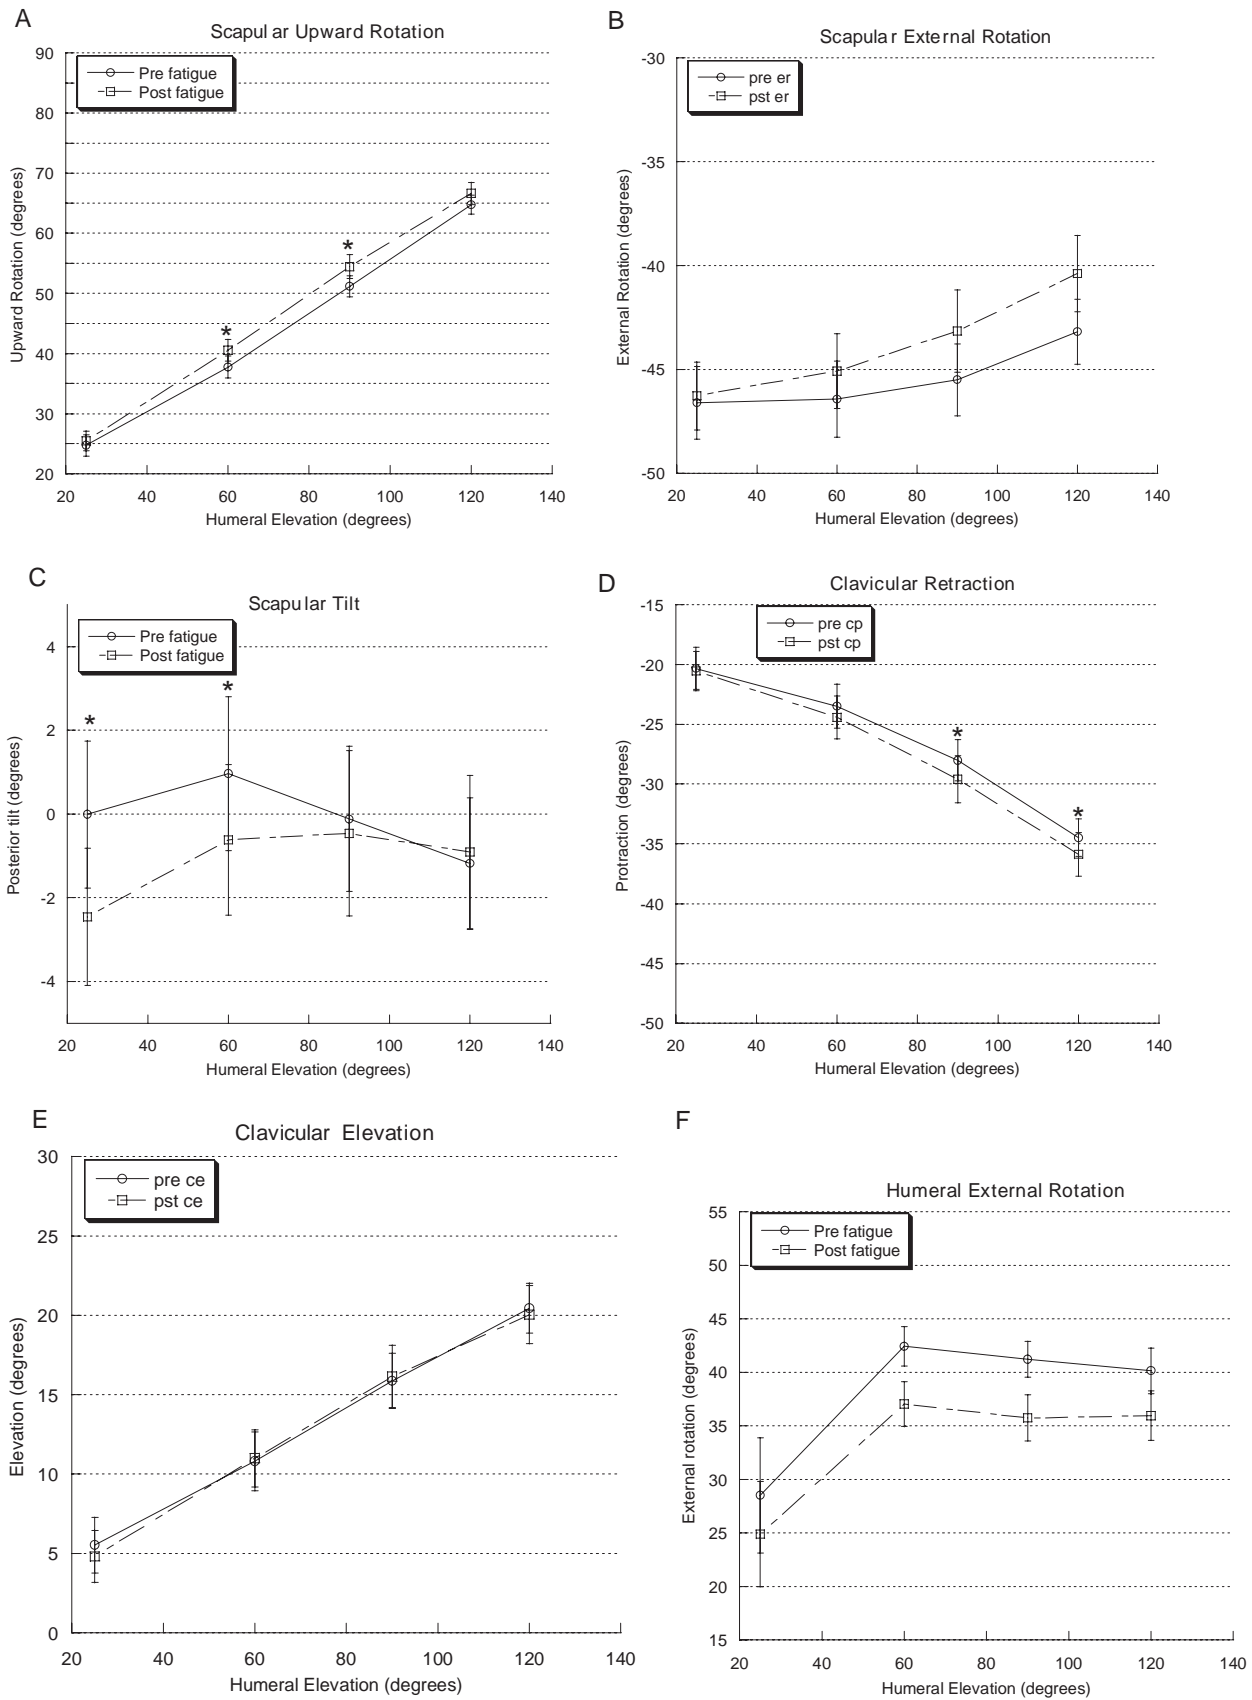 A
Scapular Upward Rotation
Pre fatigue
Post fatigue
90
80
70
60
50
40
30
20
*
*
Upward Rotation (degrees)
20 40 60 80 100 120 140
Humeral Elevation (degrees)
B
Scapular External Rotation
pre er
pst er
-30
-35
-40
-45
-50
External Rotation (degrees)
20 40 60 80 100 120 140
Humeral Elevation (degrees)
C
Scapular Tilt
Pre fatigue
Post fatigue
4
2
0
-2
-4
*
*
Posterior tilt (degrees)
20 40 60 80 100 120 140
Humeral Elevation (degrees)
D
Clavicular Retraction
pre cp
pst cp
-15
-20
-25
-30
-35
-40
-45
-50
*
*
Protraction (degrees)
20 40 60 80 100 120 140
Humeral Elevation (degrees)
E
Clavicular Elevation
pre ce
pst ce
30
25
20
15
10
5
0
Elevation (degrees)
20 40 60 80 100 120 140
Humeral Elevation (degrees)
F
Humeral External Rotation
Pre fatigue
Post fatigue
55
50
45
40
35
30
25
20
15
External rotation (degrees)
20 40 60 80 100 120 140
Humeral Elevation (degrees)